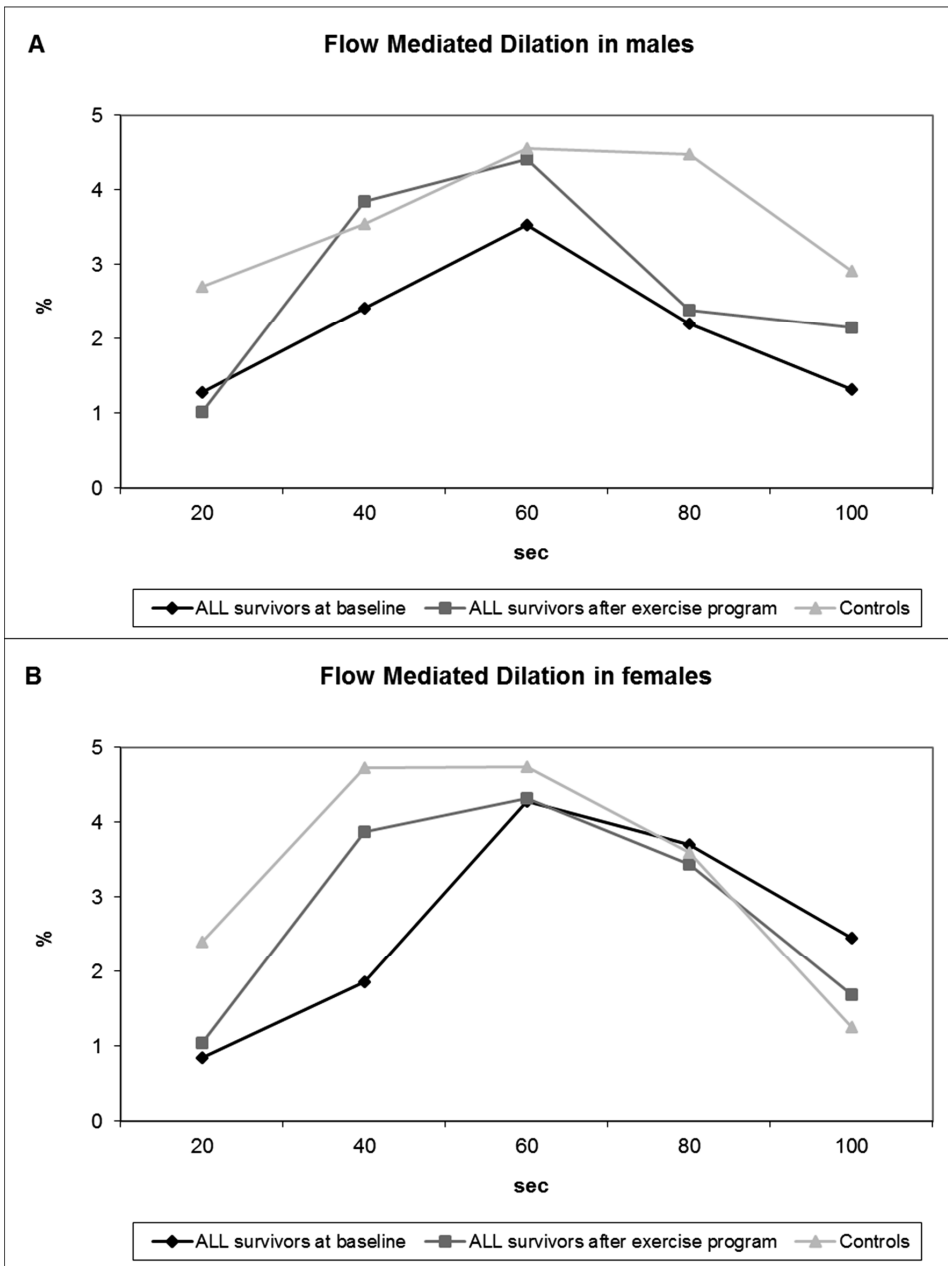 A
Flow Mediated Dilation in males
5
4
3
2
1
0
%
20 40 60 80 100
sec
ALL survivors at baseline ALL survivors after exercise program Controls
B
Flow Mediated Dilation in females
5
4
3
2
1
0
%
20 40 60 80 100
sec
ALL survivors at baseline ALL survivors after exercise program Controls